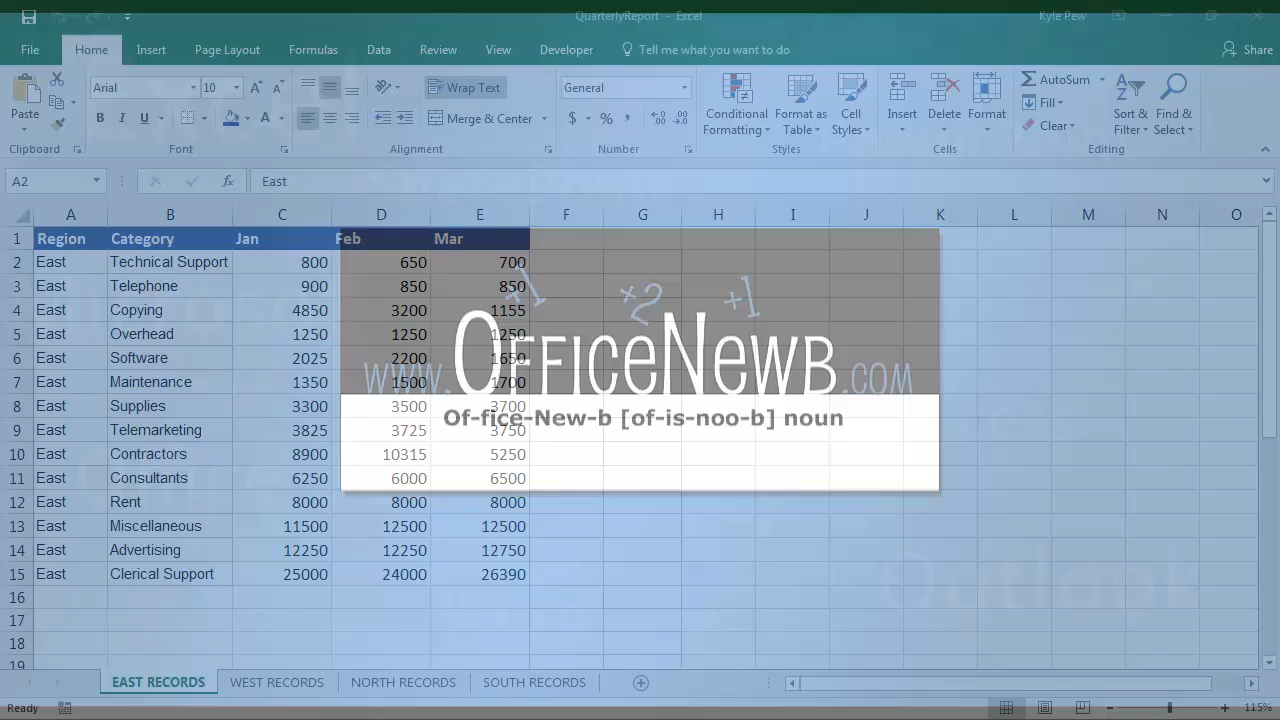 QuarterlyReport - Excel
Kyle Pew
File Home Insert Page Layout Formulas Data Review View Developer Tell me what you to do Share
Paste
Arial 10
B I U A
Wrap Text
Merge & Center
General
$ % ,
Conditional Formatting
Format as Table
Cell Styles
Insert Delete Format
AutoSum
Fill
Clear
Sort & Filter
Find & Select
Clipboard Font Alignment Number Styles Cells Editing
A2 fx East
A B C D E F G H I J K L M N O
1 Region Category Jan Feb Mar
2 East Technical Support 800 650 700
3 East Telephone 900 850 850
4 East Copying 4850 3200 1155
5 East Overhead 1250 1250 1250
6 East Software 2025 2200 1650
7 East Maintenance 1350 1500 1700
8 East Supplies 3300 3500 3700
9 East Telemarketing 3825 3725 3750
10 East Contractors 8900 10315 5250
11 East Consultants 6250 6000 6500
12 East Rent 8000 8000 8000
13 East Miscellaneous 11500 12500 12500
14 East Advertising 12250 12250 12750
15 East Clerical Support 25000 24000 26390
16
17
18
19
+1 +2 +1
www.OfficeNewb.com
Of-fice-New-b [of-is-noo-b] noun
Outlook
EAST RECORDS WEST RECORDS NORTH RECORDS SOUTH RECORDS
Ready 115%